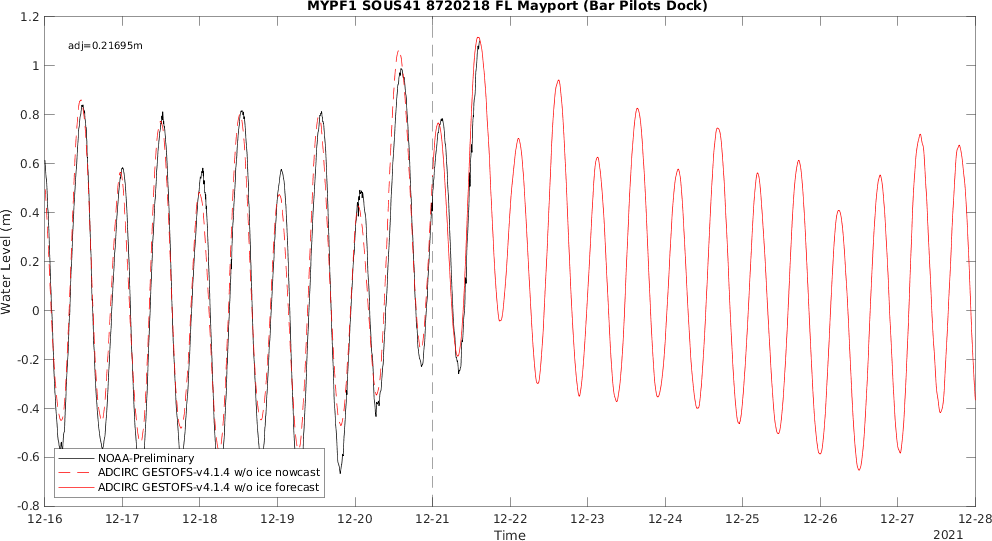 MYPF1 SOUS41 8720218 FL Mayport (Bar Pilots Dock)
adj=0.21695m
1.2
1
0.8
0.6
0.4
0.2
0
-0.2
-0.4
-0.6
-0.8
Water Level (m)
NOAA-Preliminary
ADCIRC GESTOFS-v4.1.4 w/o ice nowcast
ADCIRC GESTOFS-v4.1.4 w/o ice forecast
12-16 12-17 12-18 12-19 12-20 12-21 12-22 12-23 12-24 12-25 12-26 12-27 12-28
Time
2021